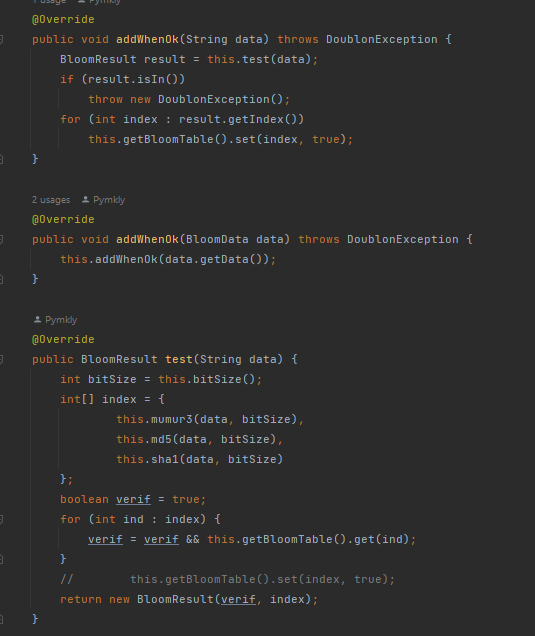 1 usage Pymkly
@Override
public void addWhenOk(String data) throws DoublonException {
BloomResult result = this.test(data);
if (result.isIn())
throw new DoublonException();
for (int index : result.getIndex())
this.getBloomTable().set(index, true);
}
2 usages Pymkly
@Override
public void addWhenOk(BloomData data) throws DoublonException {
this.addWhenOk(data.getData());
}
Pymkly
@Override
public BloomResult test(String data) {
int bitSize = this.bitSize();
int[] index = {
this.mumur3(data, bitSize),
this.md5(data, bitSize),
this.sha1(data, bitSize)
};
boolean verif = true;
for (int ind : index) {
verif = verif && this.getBloomTable().get(ind);
}
// this.getBloomTable().set(index, true);
return new BloomResult(verif, index);
}